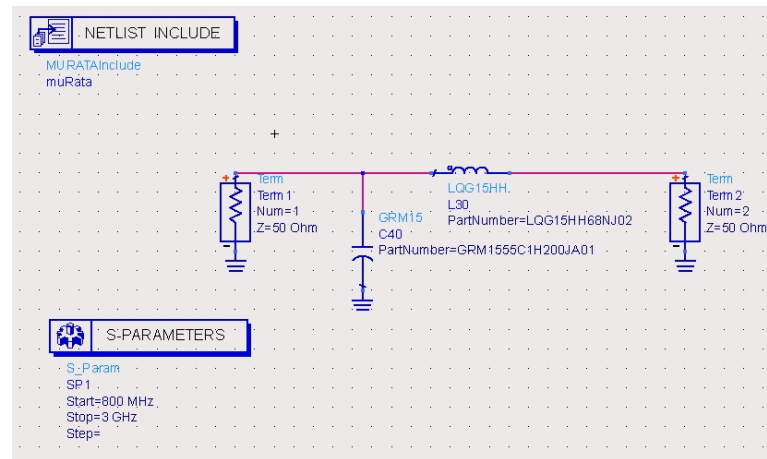 NETLIST INCLUDE
MURATAInclude
muRata
Term
Term1
Num=1
Z=50 Ohm
GRM15
C40
PartNumber=GRM1555C1H200JA01
LQG15HH
L30
PartNumber=LQG15HH68NJ02
Term
Term2
Num=2
Z=50 Ohm
S-PARAMETERS
S_Param
SP1
Start=800 MHz
Stop=3 GHz
Step=